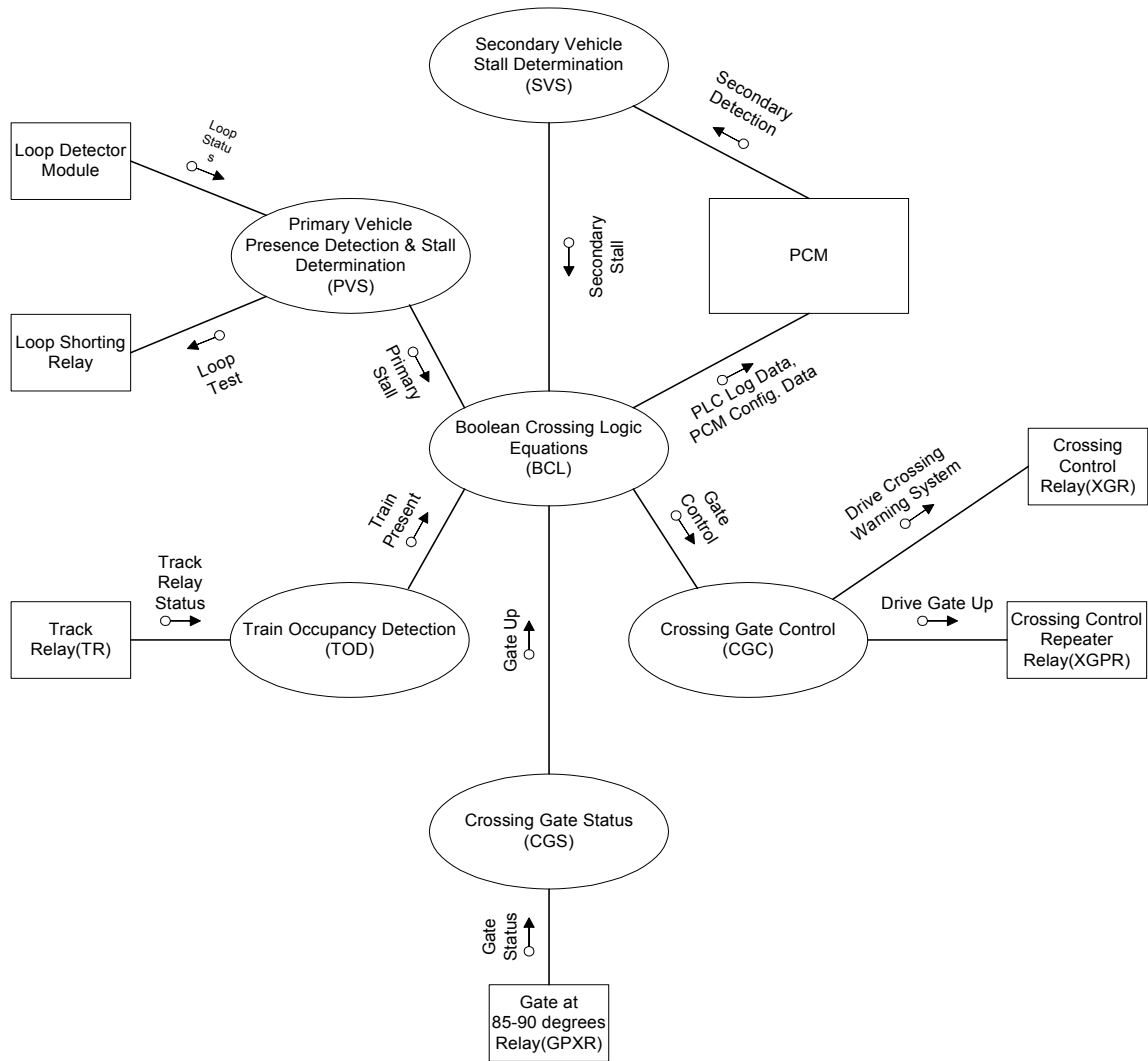 Secondary Vehicle
Stall Determination
(SVS)
Secondary
Detection
Loop
Statu
s
Loop Detector
Module
Primary Vehicle
Presence Detection & Stall
Determination
(PVS)
Secondary
Stall
PCM
Loop Shorting
Relay
Loop
Test
Primary
Stall
PLC Log Data,
PCM Config. Data
Boolean Crossing Logic
Equations
(BCL)
Crossing
Control
Relay(XGR)
Drive Crossing
Warning System
Train
Present
Gate
Control
Track
Relay
Status
Track
Relay(TR)
Train Occupancy Detection
(TOD)
Gate Up
Crossing Gate Control
(CGC)
Drive Gate Up
Crossing Control
Repeater
Relay(XGPR)
Crossing Gate Status
(CGS)
Gate
Status
Gate at
85-90 degrees
Relay(GPXR)